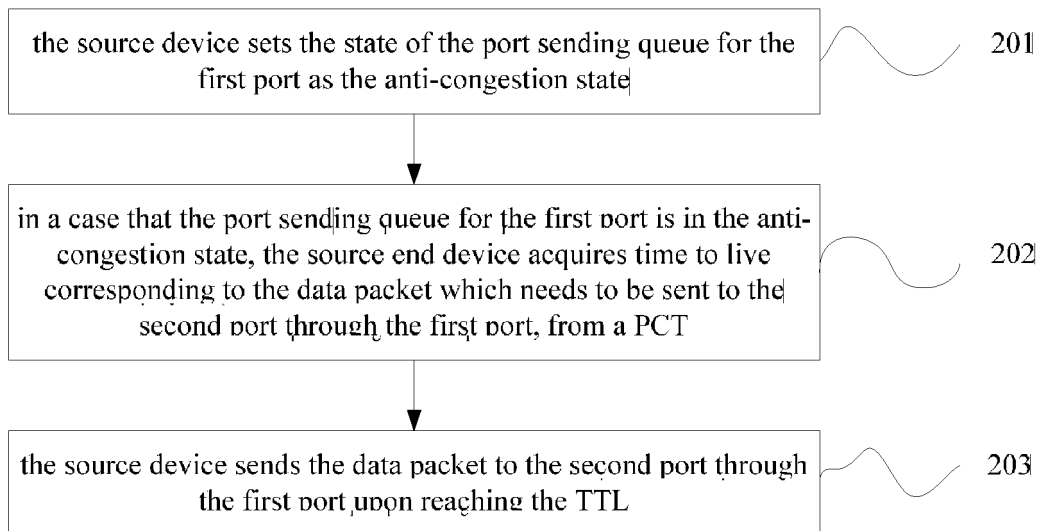 the source device sets the state of the port sending queue for the
first port as the anti-congestion state
201
in a case that the port sending queue for the first port is in the anti-
congestion state, the source end device acquires time to live
corresponding to the data packet which needs to be sent to the
second port through the first port, from a PCT
202
the source device sends the data packet to the second port through
the first port upon reaching the TTL
203